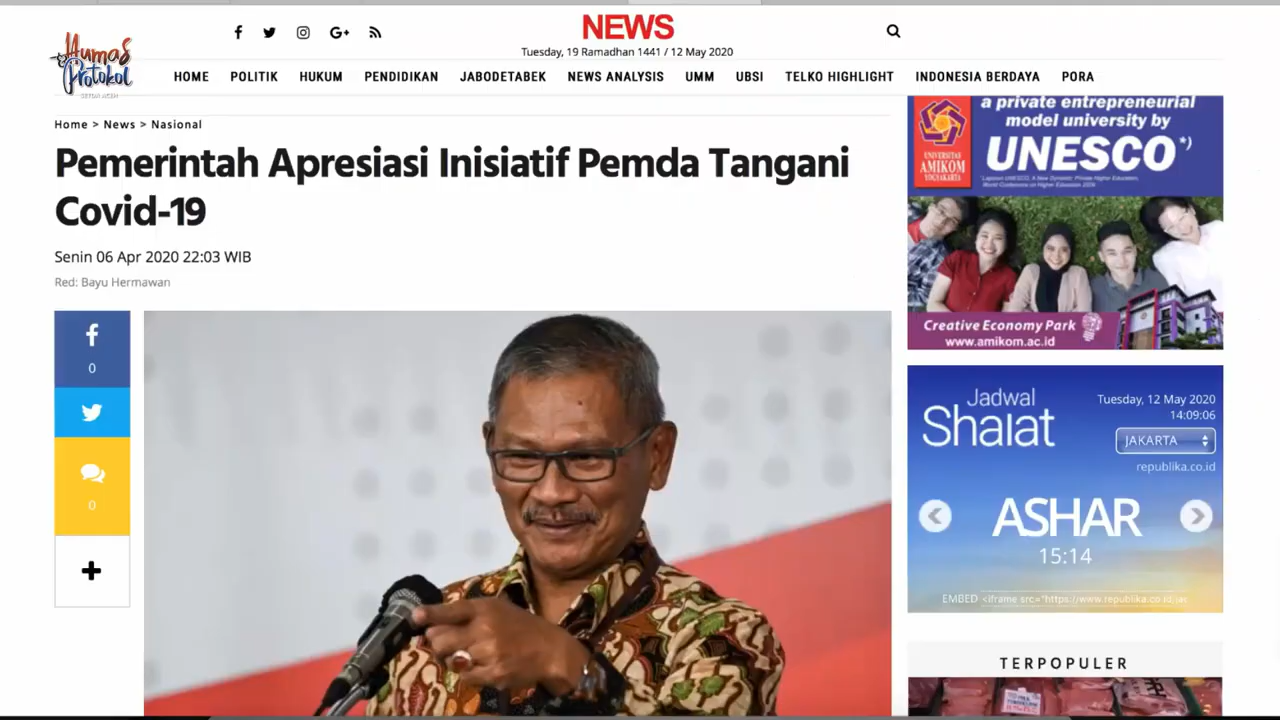 Humas
Protokol
SETDA ACEH
NEWS
Tuesday, 19 Ramadhan 1441 / 12 May 2020
HOME POLITIK HUKUM PENDIDIKAN JABODETABEK NEWS ANALYSIS UMM UBSI TELKO HIGHLIGHT INDONESIA BERDAYA PORA
Home > News > Nasional
Pemerintah Apresiasi Inisiatif Pemda Tangani
Covid-19
Senin 06 Apr 2020 22:03 WIB
Red: Bayu Hermawan
0
0
a private entrepreneurial
model university by
UNESCO*)
UNIVERSITAS
AMIKOM
YOGYAKARTA
Creative Economy Park
www.amikom.ac.id
Jadwal
Shalat
Tuesday, 12 May 2020
14:09:06
JAKARTA
republika.co.id
ASHAR
15:14
EMBED <iframe src="https://www.republika.co.id/jac
TERPOPULER